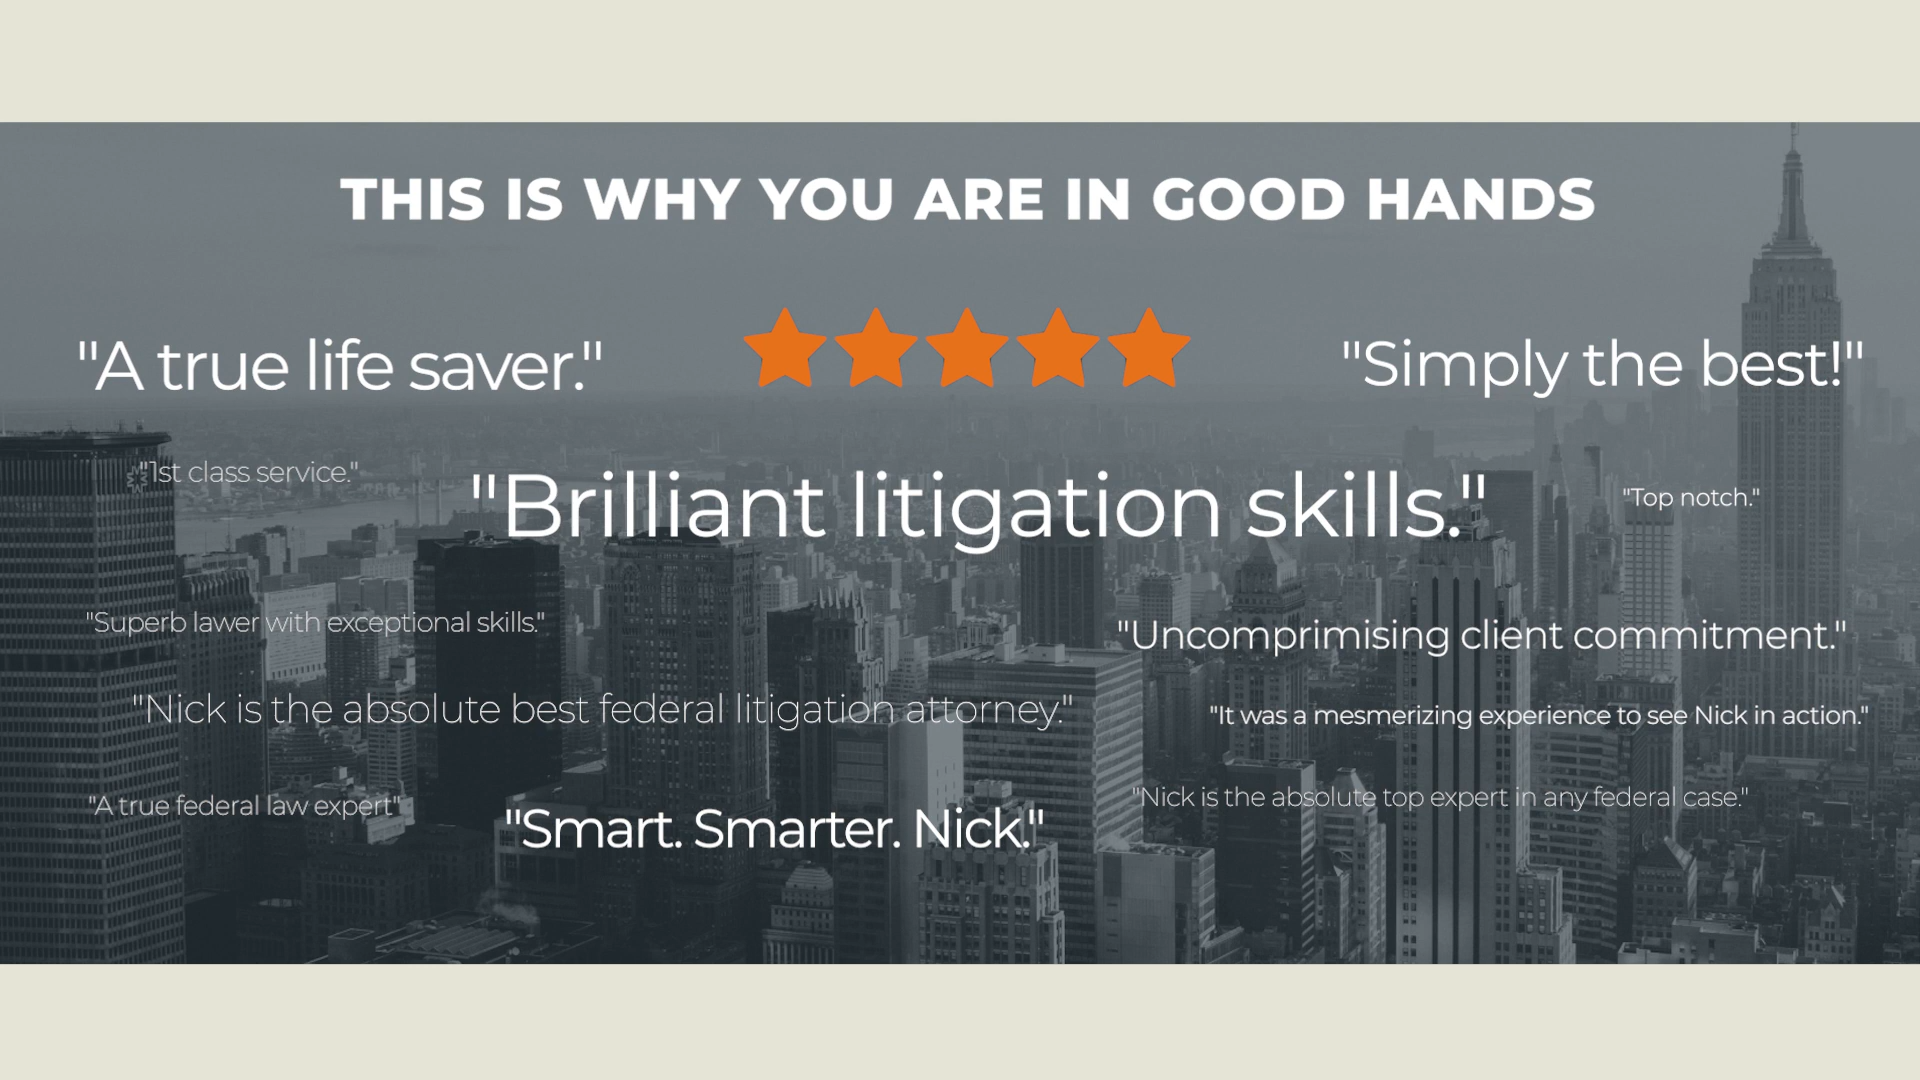 THIS IS WHY YOU ARE IN GOOD HANDS
"A true life saver."
"Simply the best!"
"1st class service."
"Brilliant litigation skills."
"Top notch."
"Superb lawer with exceptional skills."
"Uncomprimising client commitment."
"Nick is the absolute best federal litigation attorney."
"It was a mesmerizing experience to see Nick in action."
"A true federal law expert"
"Nick is the absolute top expert in any federal case."
"Smart. Smarter. Nick."